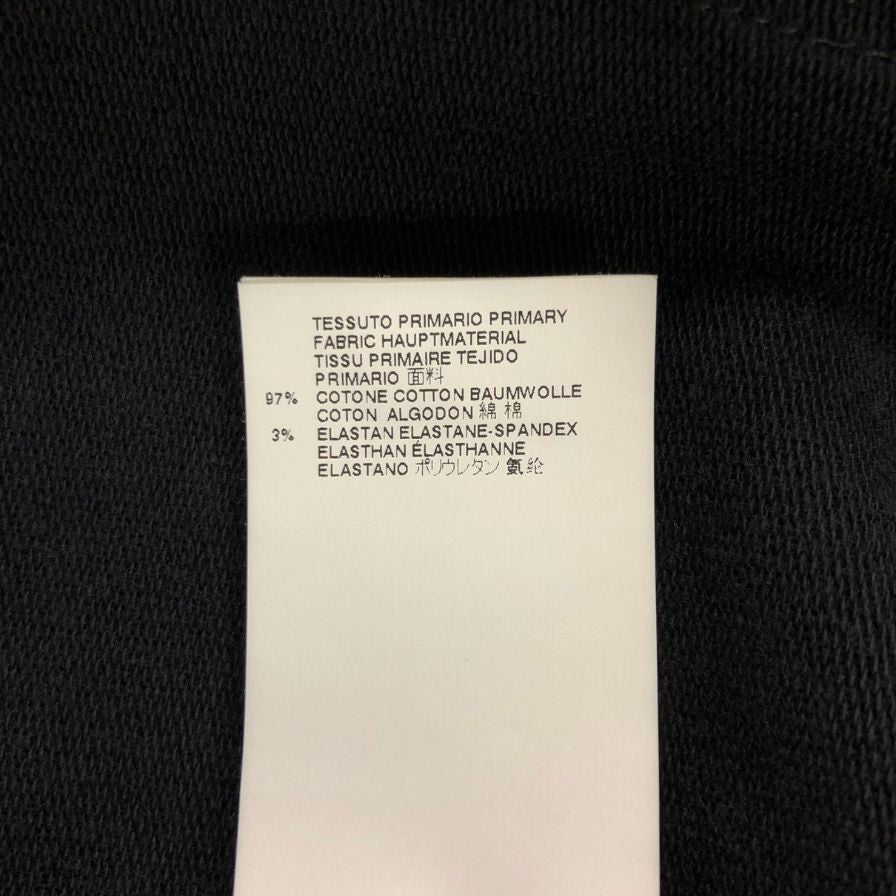 TESSUTO PRIMARIO PRIMARY
FABRIC HAUPTMATERIAL
TISSU PRIMAIRE TEJIDO
PRIMARIO 面料
97% COTONE COTTON BAUMWOLLE
COTON ALGODON 綿 棉
3% ELASTAN ELASTANE-SPANDEX
ELASTHAN ÉLASTHANNE
ELASTANO ポリウレタン 氨纶